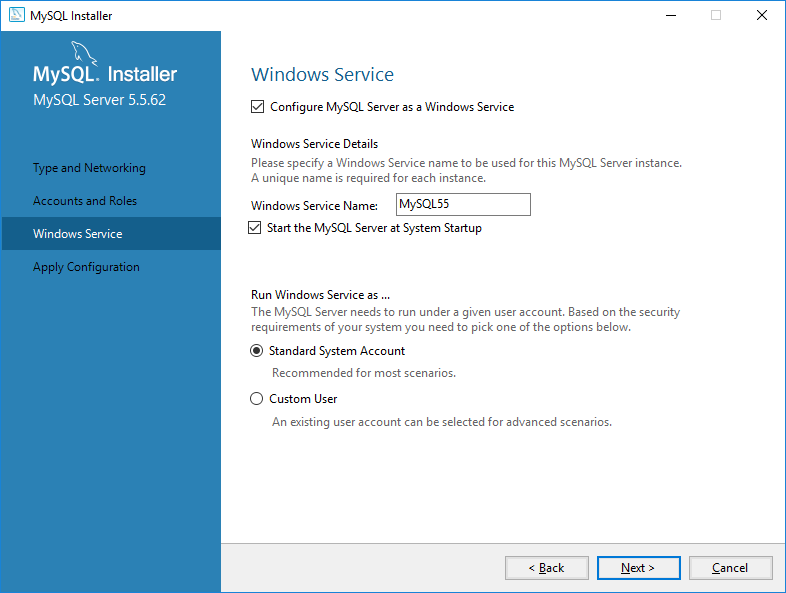 MySQL Installer
MySQL. Installer
MySQL Server 5.5.62
Type and Networking
Accounts and Roles
Windows Service
Apply Configuration
Windows Service
Configure MySQL Server as a Windows Service
Windows Service Details
Please specify a Windows Service name to be used for this MySQL Server instance.
A unique name is required for each instance.
Windows Service Name: MySQL55
Start the MySQL Server at System Startup
Run Windows Service as ...
The MySQL Server needs to run under a given user account. Based on the security
requirements of your system you need to pick one of the options below.
Standard System Account
Recommended for most scenarios.
Custom User
An existing user account can be selected for advanced scenarios.
< Back Next > Cancel